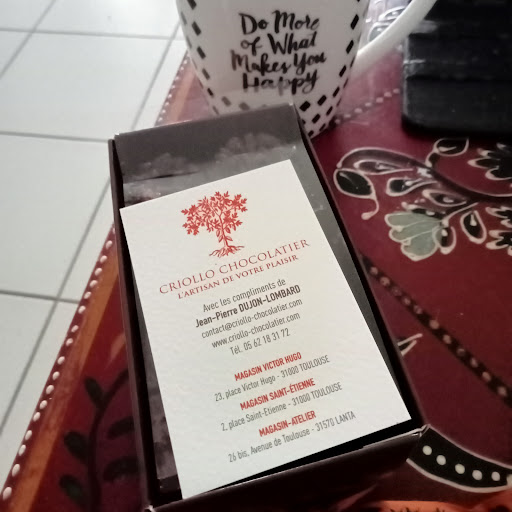 Do More
of What
Makes You
Happy
CRIOLLO CHOCOLATIER
L'ARTISAN DE VOTRE PLAISIR
Avec les compliments de
Jean-Pierre DUJON-LOMBARD
contact@criollo-chocolatier.com
www.criollo-chocolatier.com
Tél. 05 62 18 31 72
MAGASIN VICTOR HUGO
23, place Victor Hugo - 31000 TOULOUSE
MAGASIN SAINT-ÉTIENNE
2, place Saint-Etienne - 31000 TOULOUSE
MAGASIN-ATELIER
26 bis, Avenue de Toulouse - 31570 LANTA